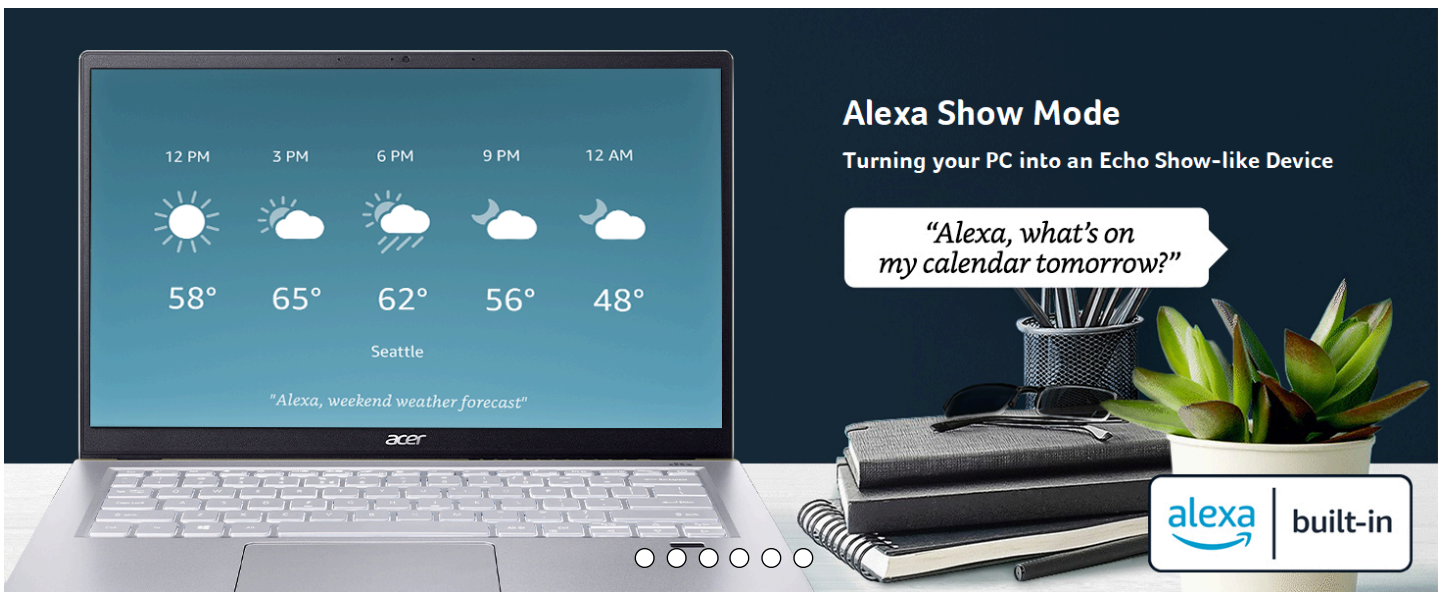 12 PM 3 PM 6 PM 9 PM 12 AM
58° 65° 62° 56° 48°
Seattle
"Alexa, weekend weather forecast"
acer
Alexa Show Mode
Turning your PC into an Echo Show-like Device
“Alexa, what’s on
my calendar tomorrow?”
alexa built-in